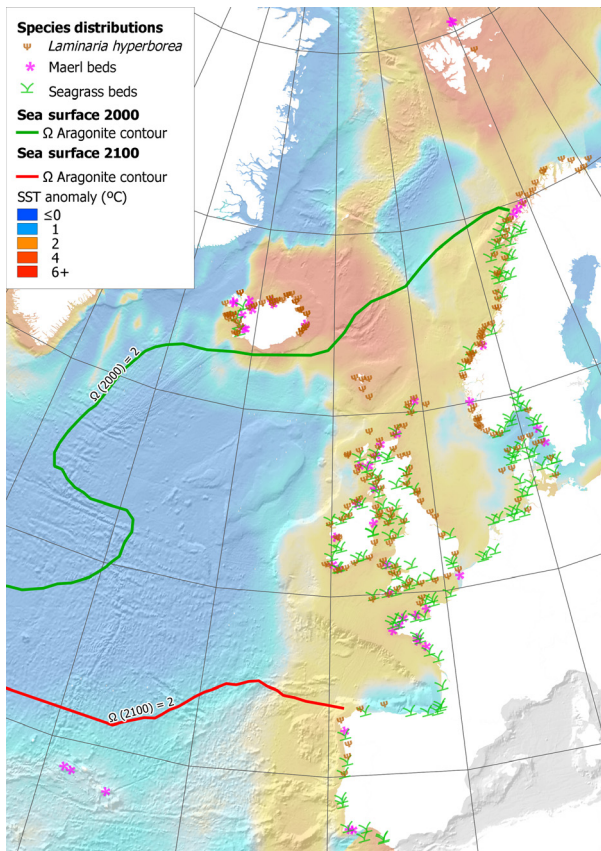 Species distributions
Laminaria hyperborea
Maerl beds
Seagrass beds
Sea surface 2000
Ω Aragonite contour
Sea surface 2100
Ω Aragonite contour
SST anomaly (ºC)
≤0
1
2
4
6+
Ω (2000) = 2
Ω (2100) = 2